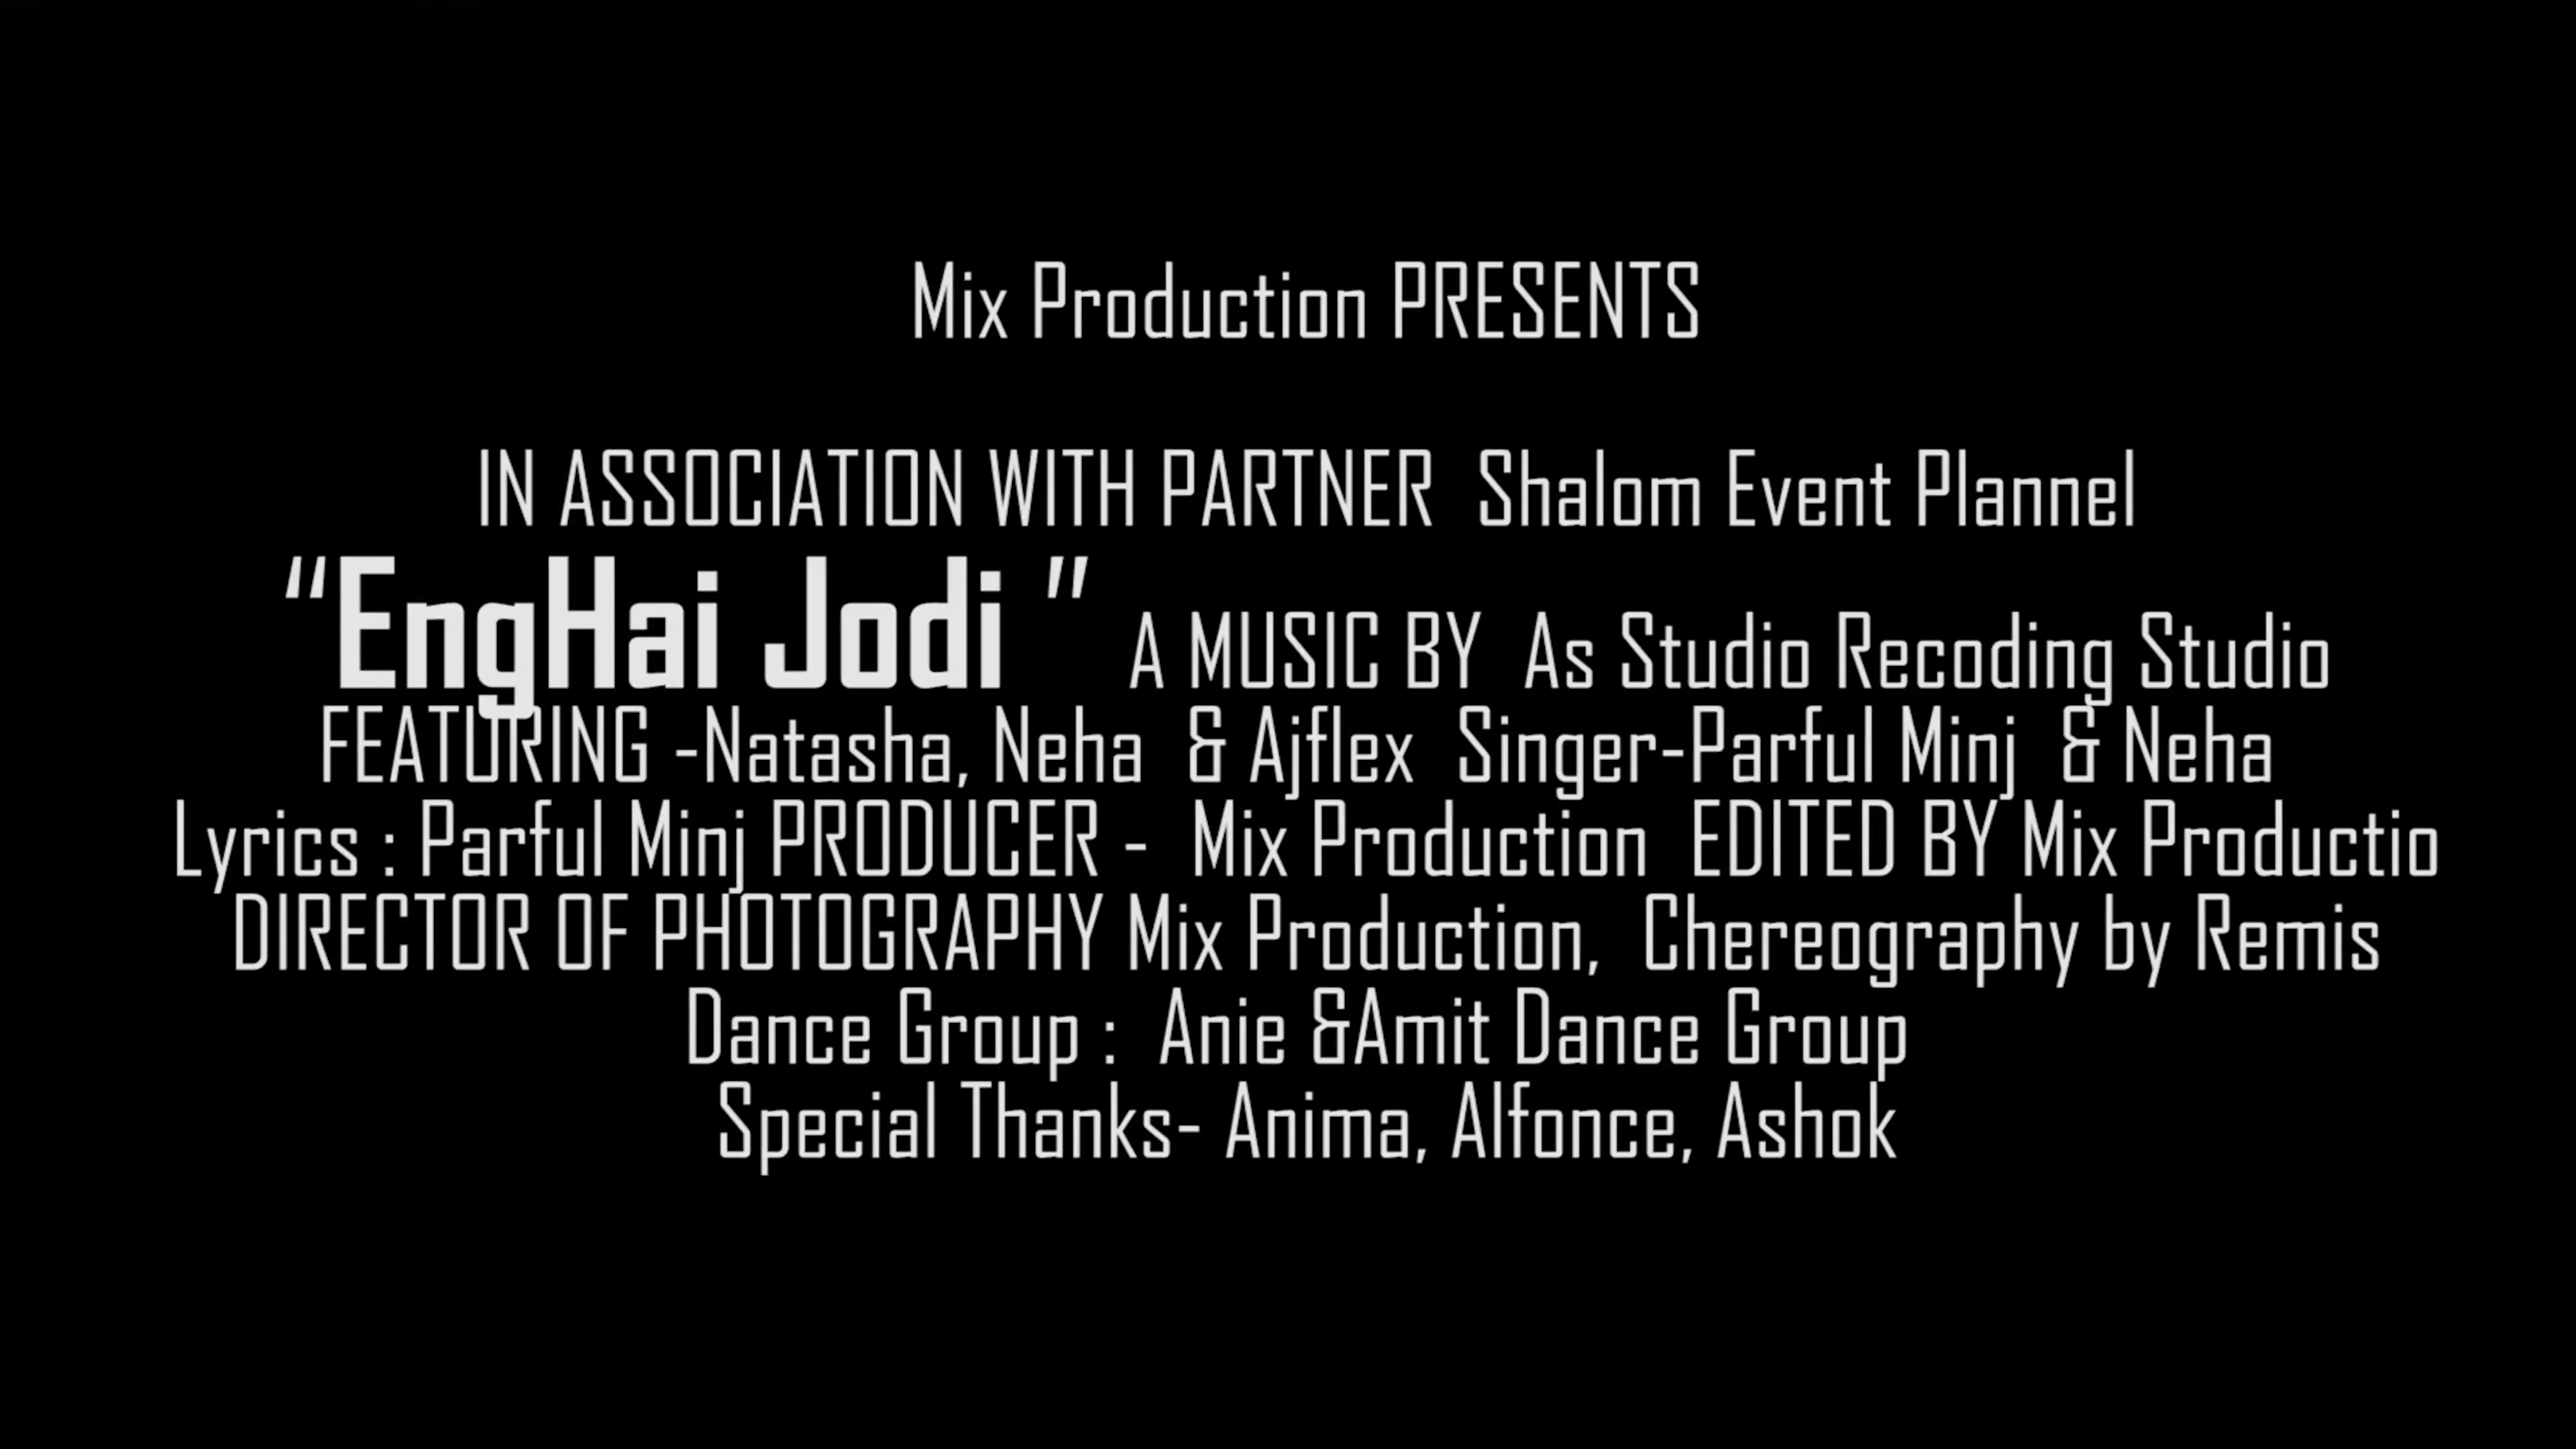 Mix Production PRESENTS
IN ASSOCIATION WITH PARTNER Shalom Event Plannel
“EngHai Jodi ” A MUSIC BY As Studio Recoding Studio
FEATURING -Natasha, Neha & Ajflex Singer-Parful Minj & Neha
Lyrics : Parful Minj PRODUCER - Mix Production EDITED BY Mix Productio
DIRECTOR OF PHOTOGRAPHY Mix Production, Chereography by Remis
Dance Group : Anie &Amit Dance Group
Special Thanks- Anima, Alfonce, Ashok